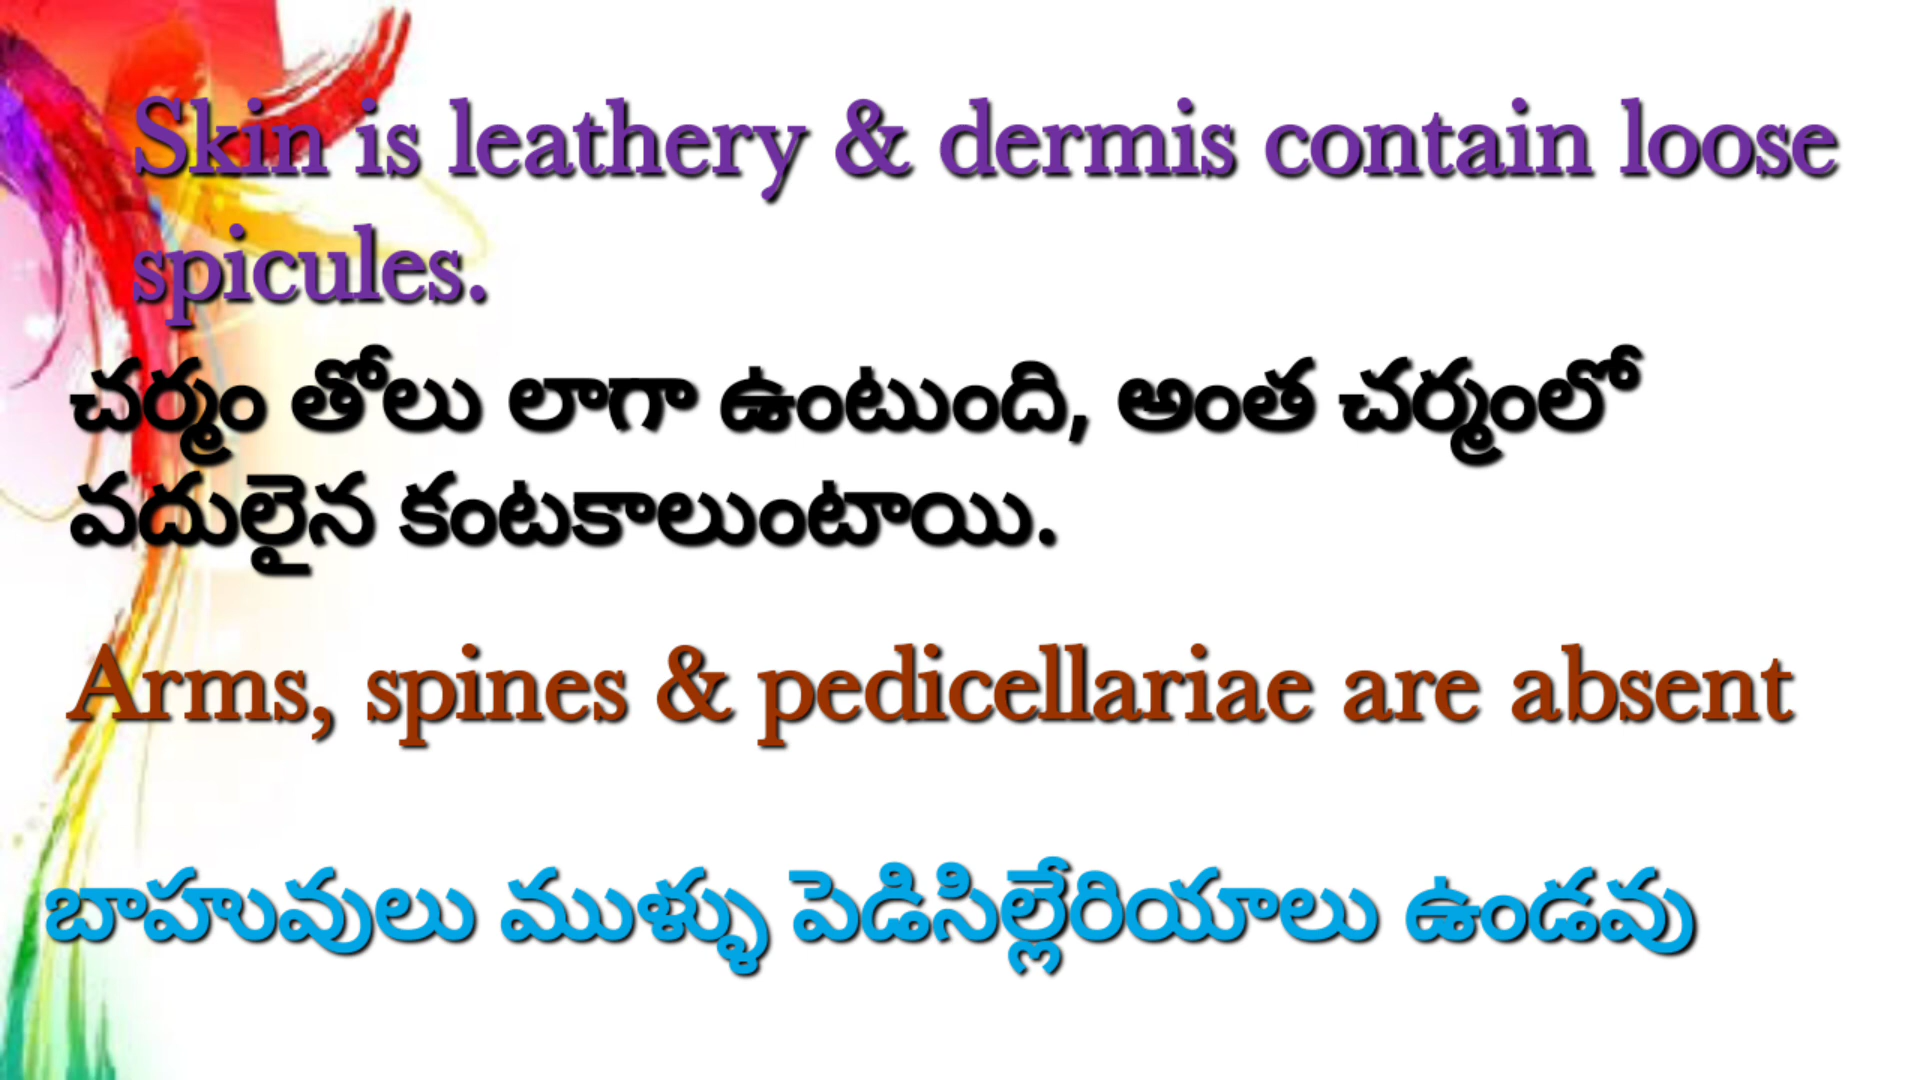 Skin is leathery & dermis contain loose
spicules.
చర్మం తోలు లాగా ఉంటుంది, అంత చర్మంలో
వదులైన కంటకాలుంటాయి.
Arms, spines & pedicellariae are absent
బాహువులు ముళ్ళు పెడిసిల్లేరియాలు ఉండవు